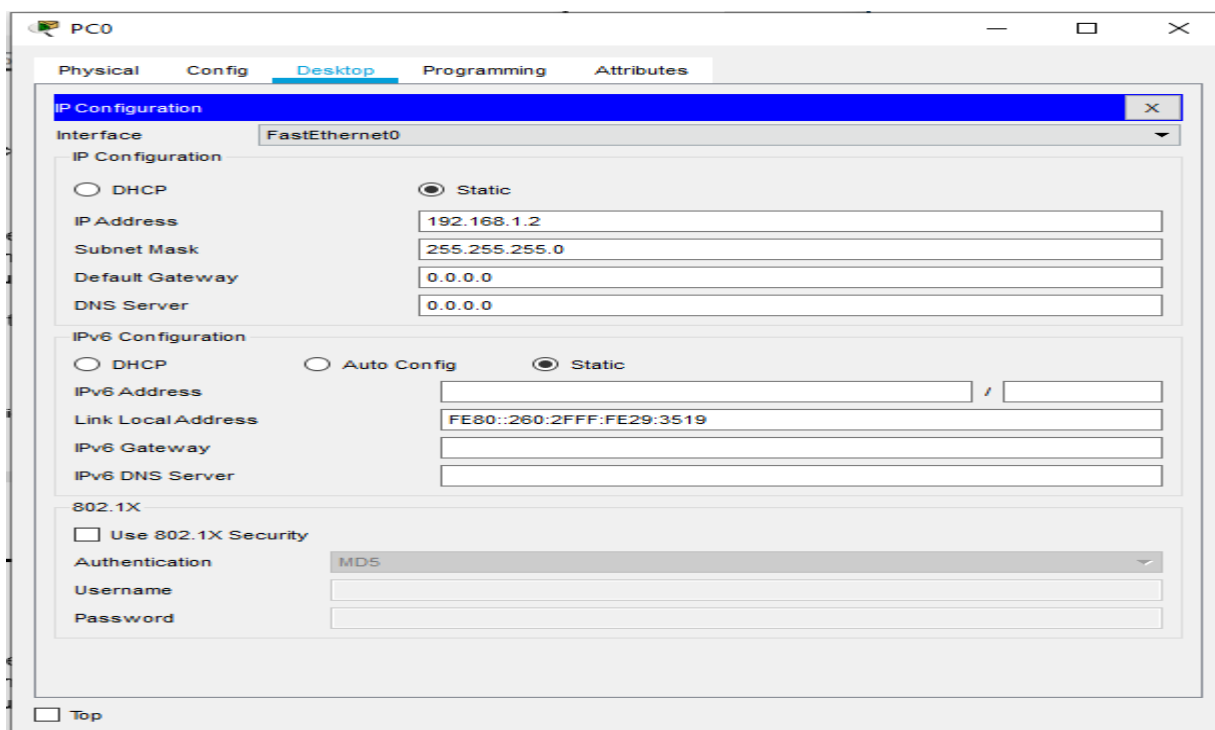 PC0
Physical Config Desktop Programming Attributes
IP Configuration X
Interface FastEthernet0
IP Configuration
DHCP Static
IP Address 192.168.1.2
Subnet Mask 255.255.255.0
Default Gateway 0.0.0.0
DNS Server 0.0.0.0
IPv6 Configuration
DHCP Auto Config Static
IPv6 Address /
Link Local Address FE80::260:2FFF:FE29:3519
IPv6 Gateway
IPv6 DNS Server
802.1X
Use 802.1X Security
Authentication MD5
Username
Password
Top